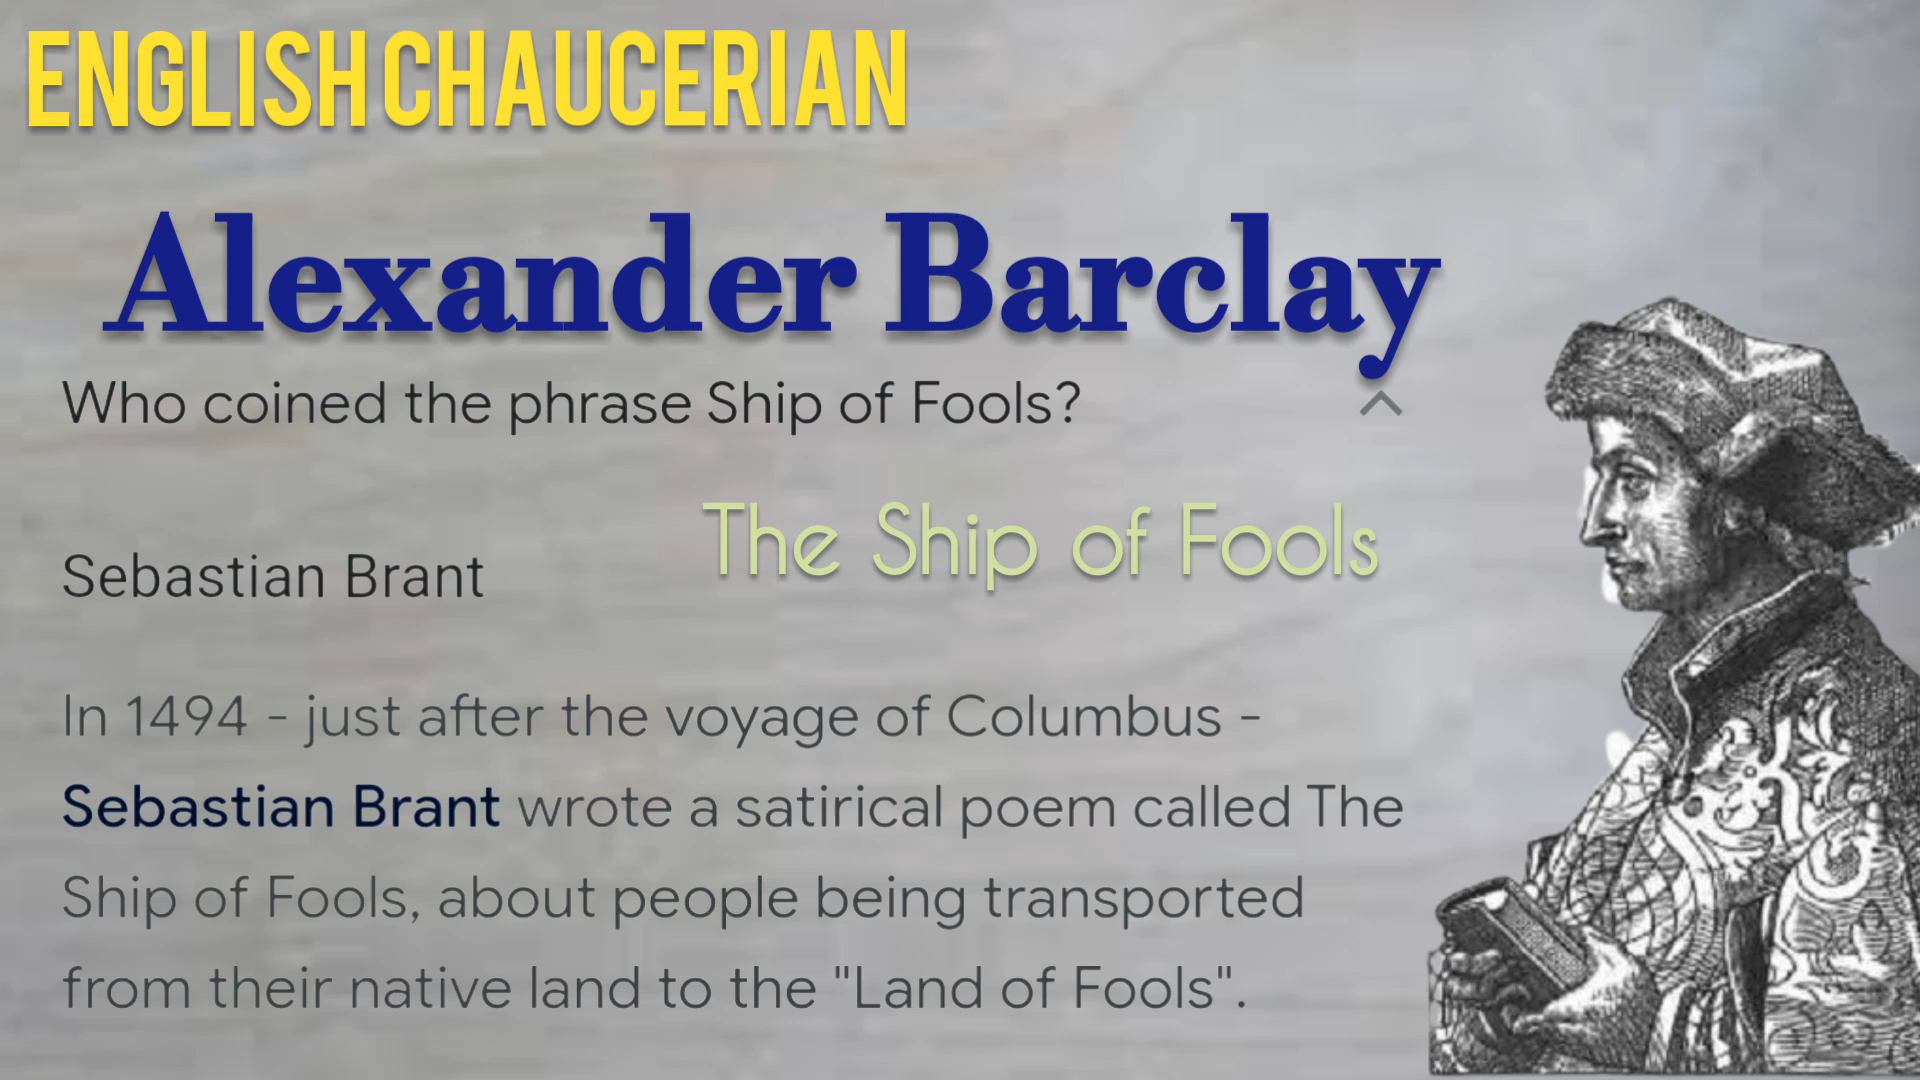 ENGLISH CHAUCERIAN
Alexander Barclay
Who coined the phrase Ship of Fools?
The Ship of Fools
Sebastian Brant
In 1494 - just after the voyage of Columbus -
Sebastian Brant wrote a satirical poem called The
Ship of Fools, about people being transported
from their native land to the "Land of Fools".